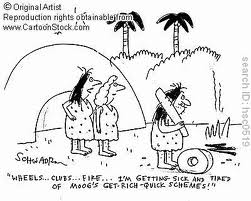 © Original Artist
Reproduction rights obtainable from
www.CartoonStock.com
search ID: hsc0519
SCHWADRON
"WHEELS... CLUBS... FIRE... I'M GETTING SICK AND TIRED
OF MOOG'S GET-RICH-QUICK SCHEMES!"